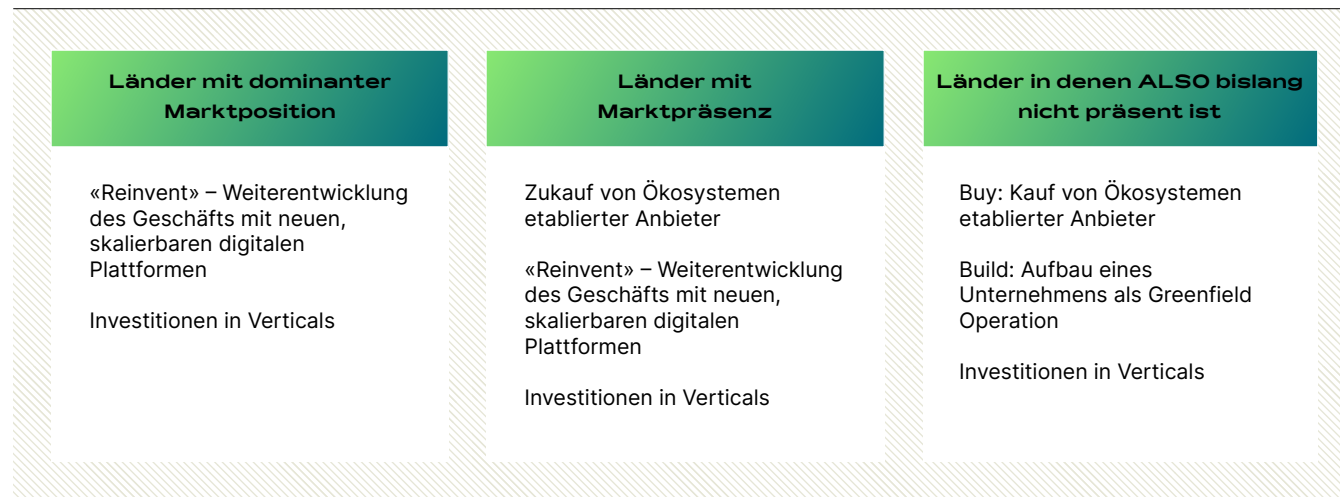 Länder mit dominanter
Marktposition
«Reinvent» – Weiterentwicklung
des Geschäfts mit neuen,
skalierbaren digitalen
Plattformen
Investitionen in Verticals
Länder mit
Marktpräsenz
Zukauf von Ökosystemen
etablierter Anbieter
«Reinvent» – Weiterentwicklung
des Geschäfts mit neuen,
skalierbaren digitalen
Plattformen
Investitionen in Verticals
Länder in denen ALSO bislang
nicht präsent ist
Buy: Kauf von Ökosystemen
etablierter Anbieter
Build: Aufbau eines
Unternehmens als Greenfield
Operation
Investitionen in Verticals